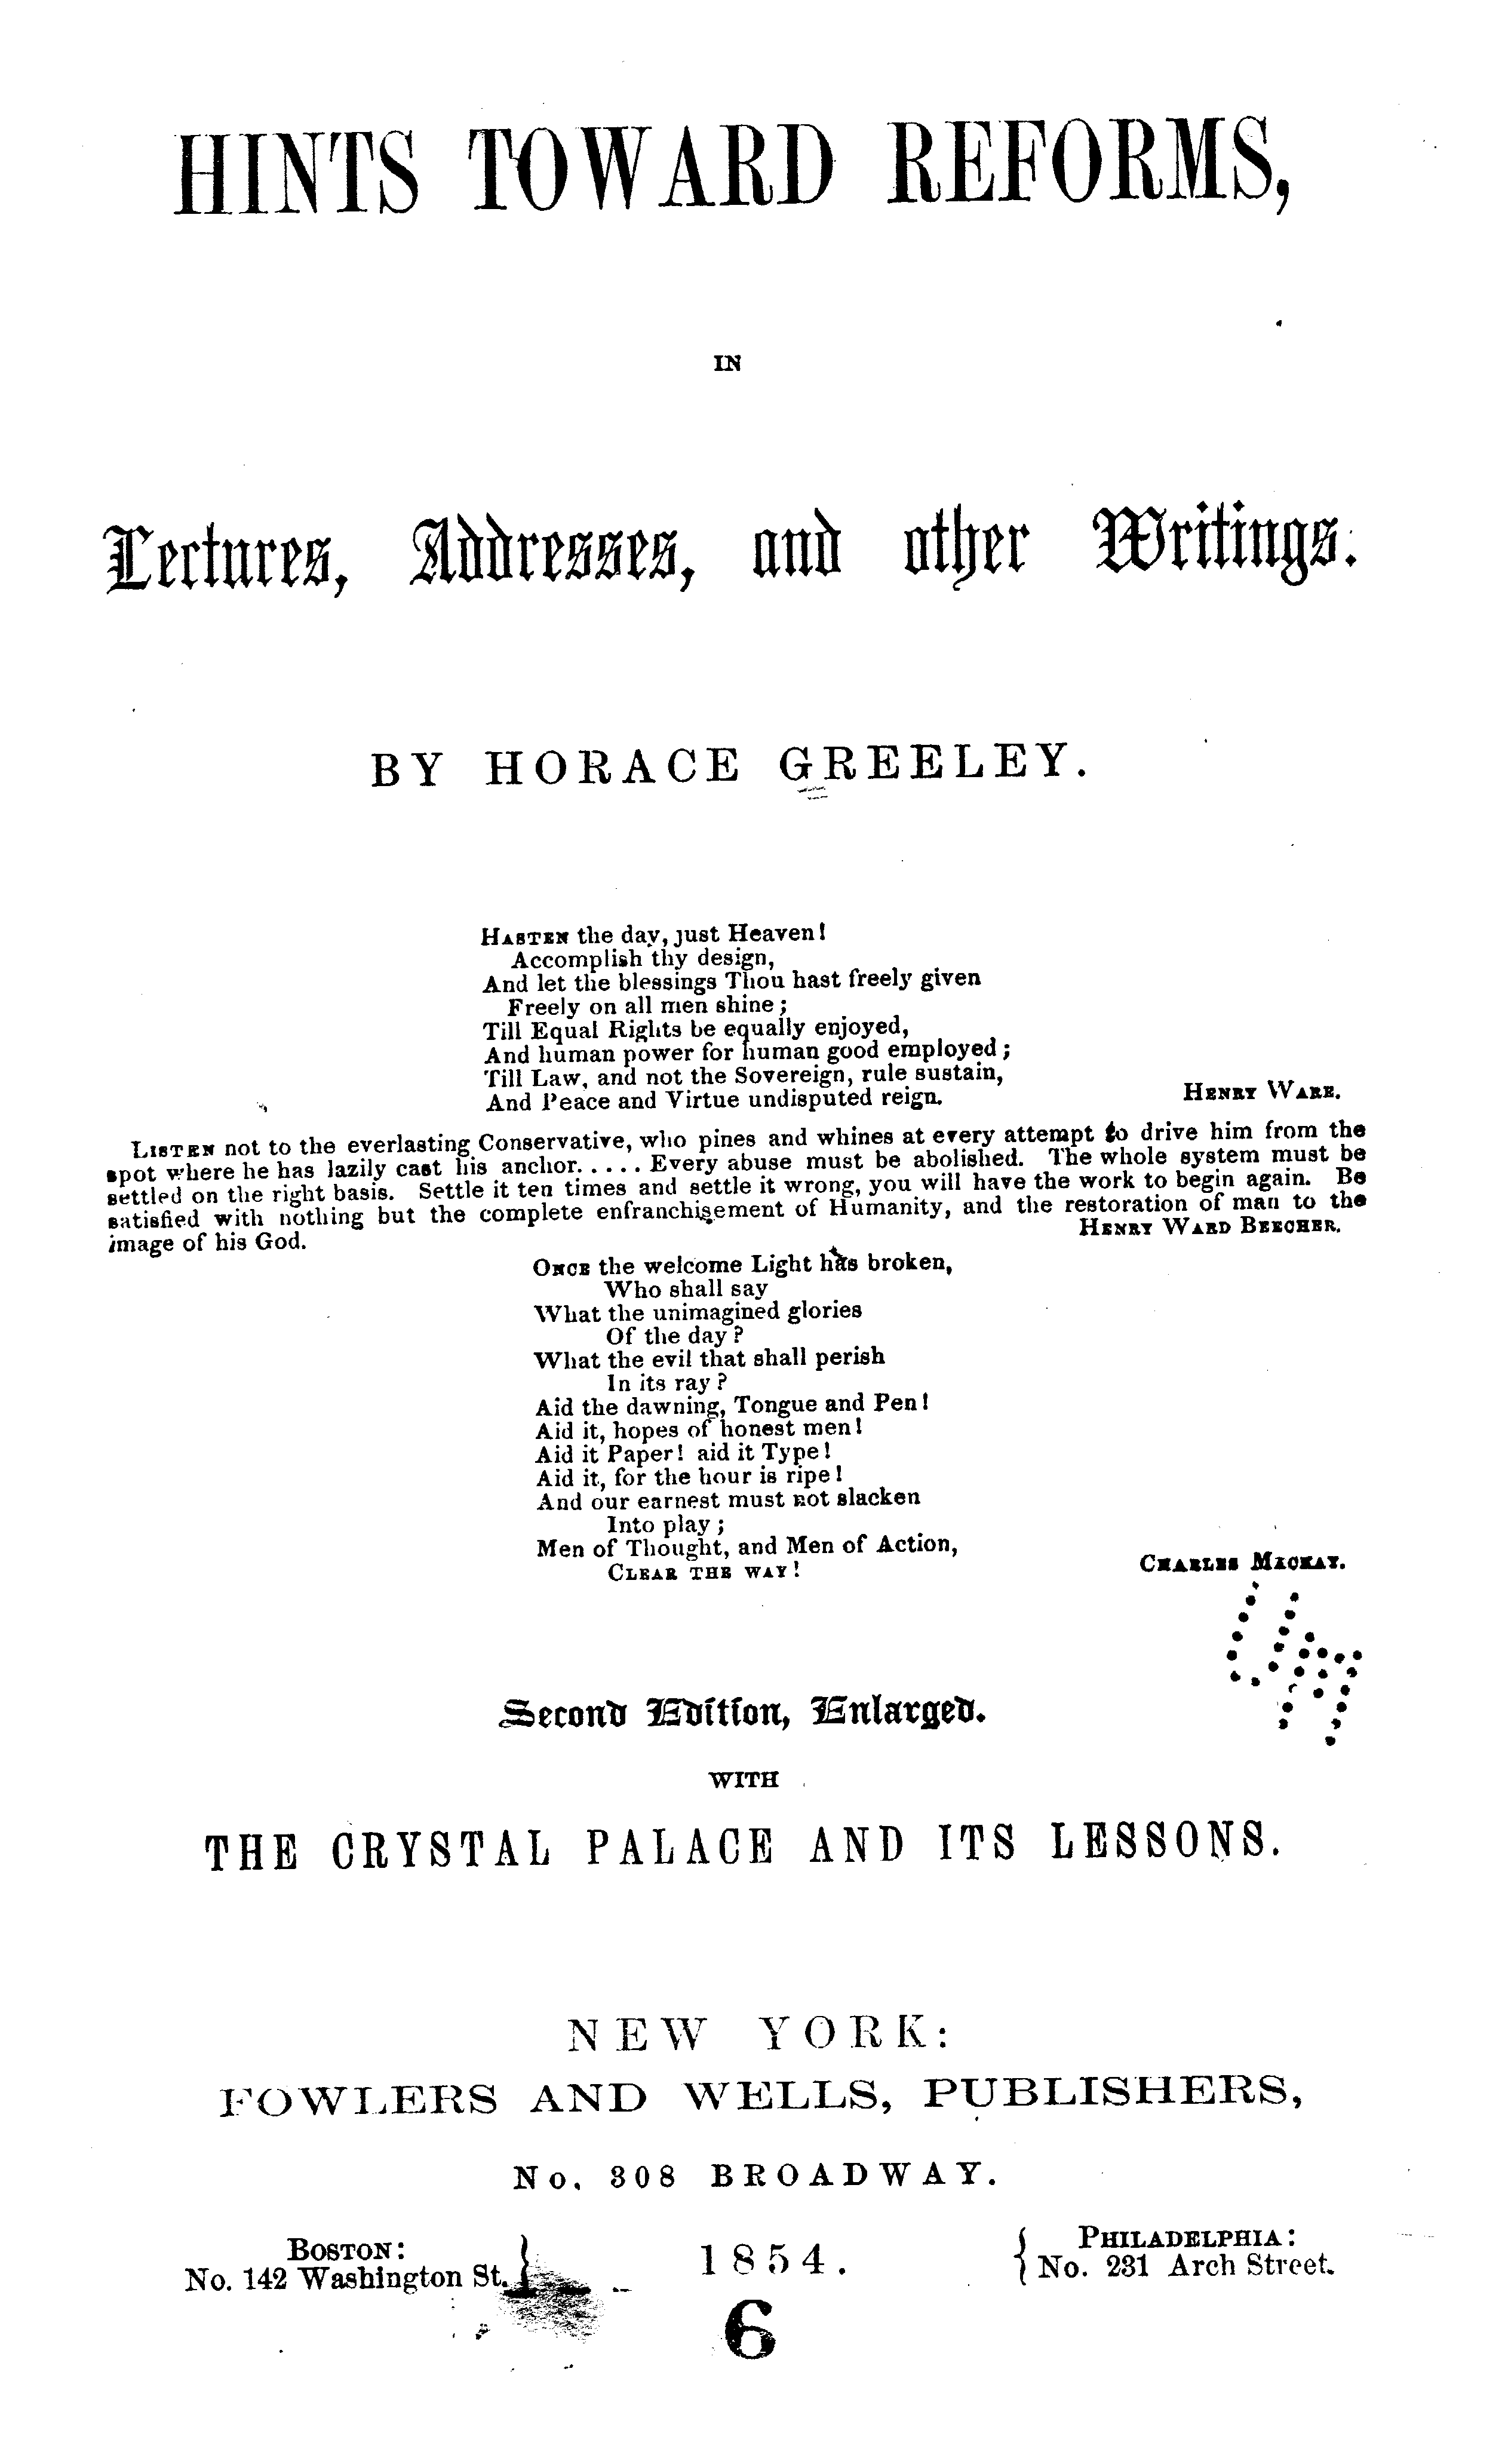 HINTS TOWARD REFORMS,
IN
Lectures, Addresses, and other Writings.
BY HORACE GREELEY.
HASTEN the day, just Heaven!
Accomplish thy design,
And let the blessings Thou hast freely given
Freely on all men shine;
Till Equal Rights be equally enjoyed,
And human power for human good employed;
Till Law, and not the Sovereign, rule sustain,
And Peace and Virtue undisputed reign.
HENRY WARE.
LISTEN not to the everlasting Conservative, who pines and whines at every attempt to drive him from the
spot where he has lazily cast his anchor..... Every abuse must be abolished. The whole system must be
settled on the right basis. Settle it ten times and settle it wrong, you will have the work to begin again. Be
satisfied with nothing but the complete enfranchisement of Humanity, and the restoration of man to the
image of his God.
HENRY WARD BEECHER.
ONCE the welcome Light has broken,
Who shall say
What the unimagined glories
Of the day?
What the evil that shall perish
In its ray?
Aid the dawning, Tongue and Pen!
Aid it, hopes of honest men!
Aid it Paper! aid it Type!
Aid it, for the hour is ripe!
And our earnest must not slacken
Into play;
Men of Thought, and Men of Action,
CLEAR THE WAY!
CHARLES MACKAY.
Second Edition, Enlarged.
WITH
THE CRYSTAL PALACE AND ITS LESSONS.
NEW YORK:
FOWLERS AND WELLS, PUBLISHERS,
No. 308 BROADWAY.
BOSTON:
No. 142 Washington St.
1854.
PHILADELPHIA:
No. 231 Arch Street.
6